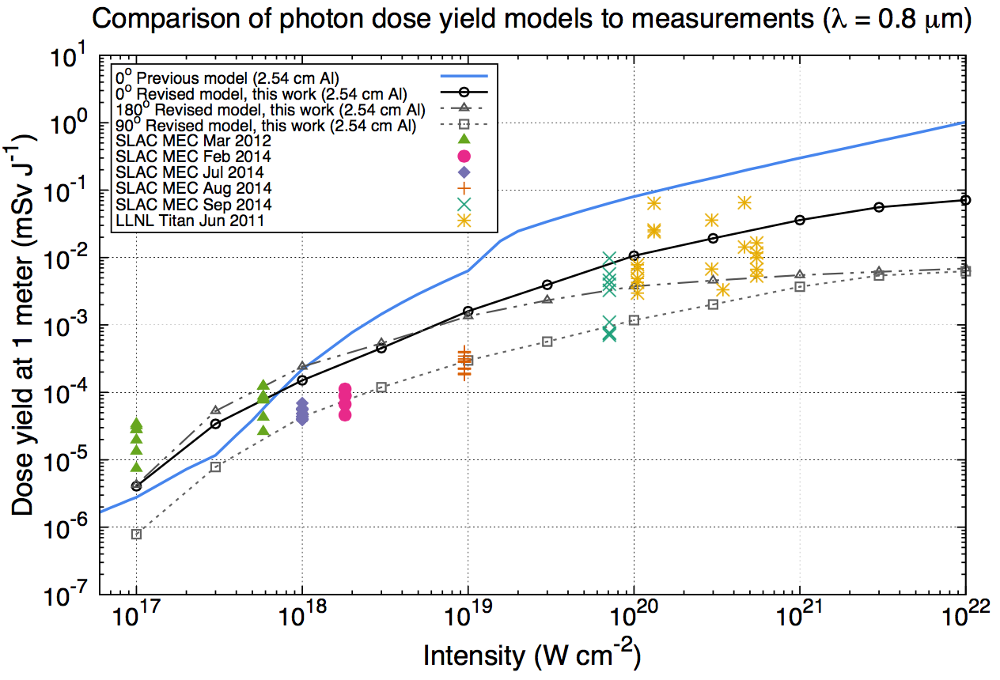 Comparison of photon dose yield models to measurements (λ = 0.8 μm)
10^1
10^0
10^-1
10^-2
10^-3
10^-4
10^-5
10^-6
10^-7
Dose yield at 1 meter (mSv J^-1)
0° Previous model (2.54 cm Al)
0° Revised model, this work (2.54 cm Al)
180° Revised model, this work (2.54 cm Al)
90° Revised model, this work (2.54 cm Al)
SLAC MEC Mar 2012
SLAC MEC Feb 2014
SLAC MEC Jul 2014
SLAC MEC Aug 2014
SLAC MEC Sep 2014
LLNL Titan Jun 2011
10^17 10^18 10^19 10^20 10^21 10^22
Intensity (W cm^-2)